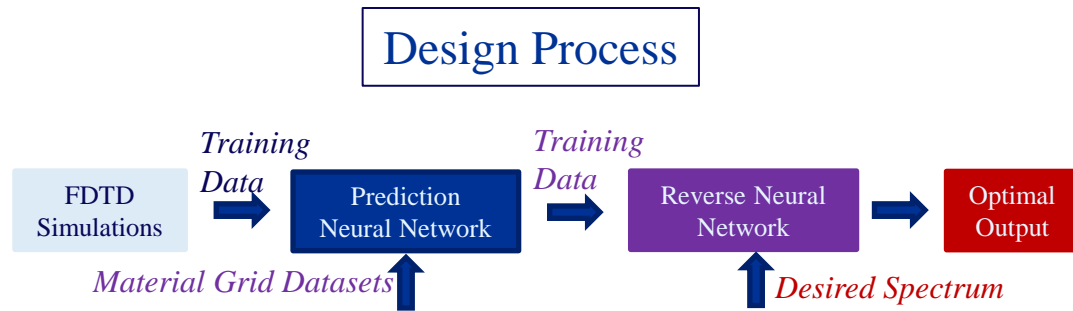 Design Process
Training
Data
Training
Data
FDTD
Simulations
Prediction
Neural Network
Reverse Neural
Network
Optimal
Output
Material Grid Datasets
Desired Spectrum